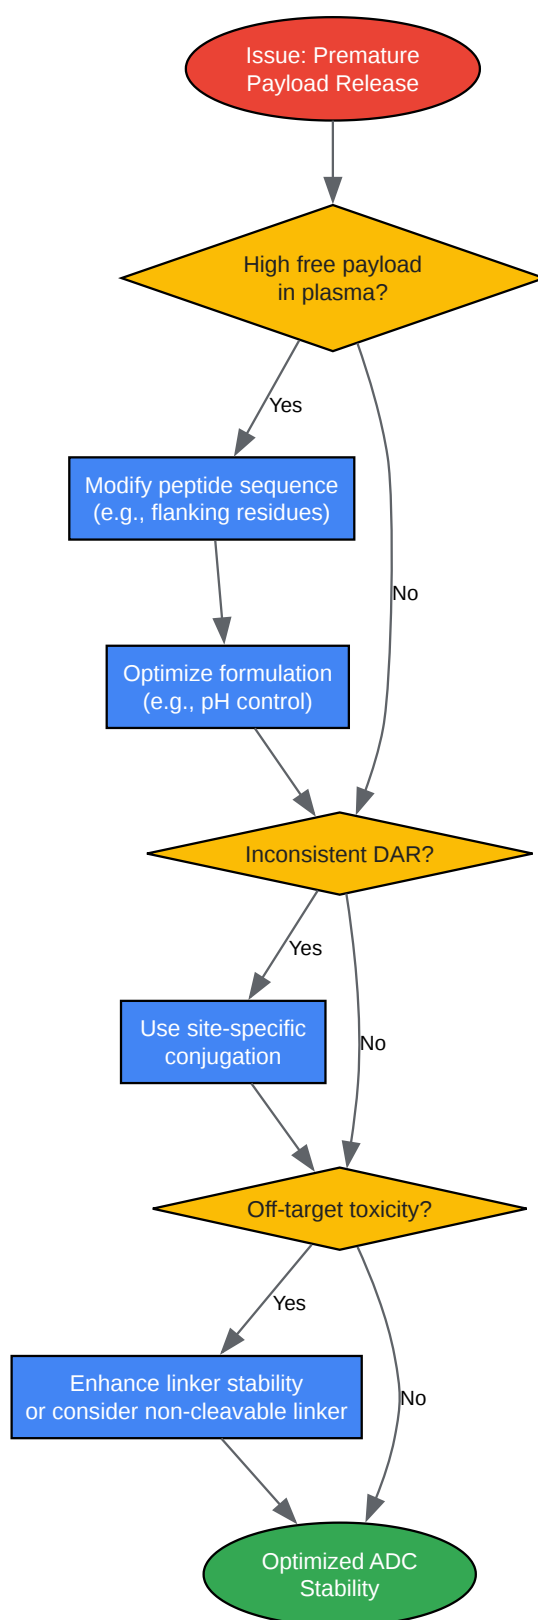 Issue: Premature
Payload Release
High free payload
in plasma?
Yes
Modify peptide sequence
(e.g., flanking residues)
No
Optimize formulation
(e.g., pH control)
Inconsistent DAR?
Yes
Use site-specific
conjugation
No
Off-target toxicity?
Yes
Enhance linker stability
or consider non-cleavable linker
No
Optimized ADC
Stability